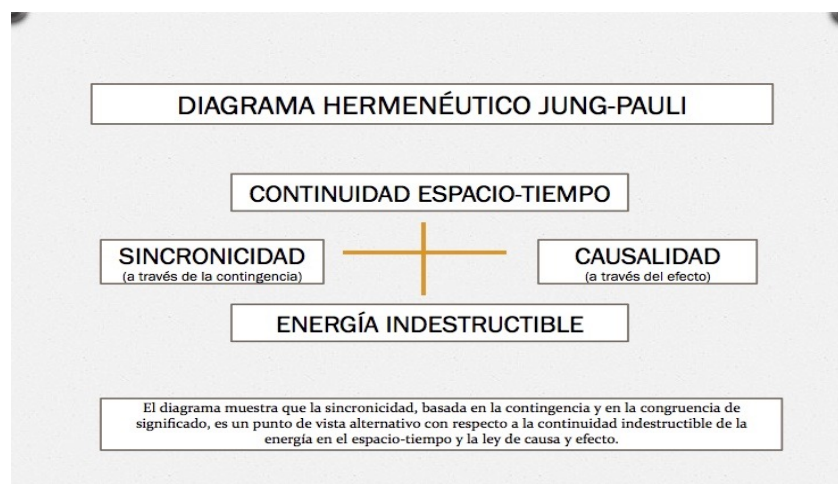 DIAGRAMA HERMENÉUTICO JUNG-PAULI
CONTINUIDAD ESPACIO-TIEMPO
SINCRONICIDAD
(a través de la contingencia)
CAUSALIDAD
(a través del efecto)
ENERGÍA INDESTRUCTIBLE
El diagrama muestra que la sincronicidad, basada en la contingencia y en la congruencia de
significado, es un punto de vista alternativo con respecto a la continuidad indestructible de la
energía en el espacio-tiempo y la ley de causa y efecto.